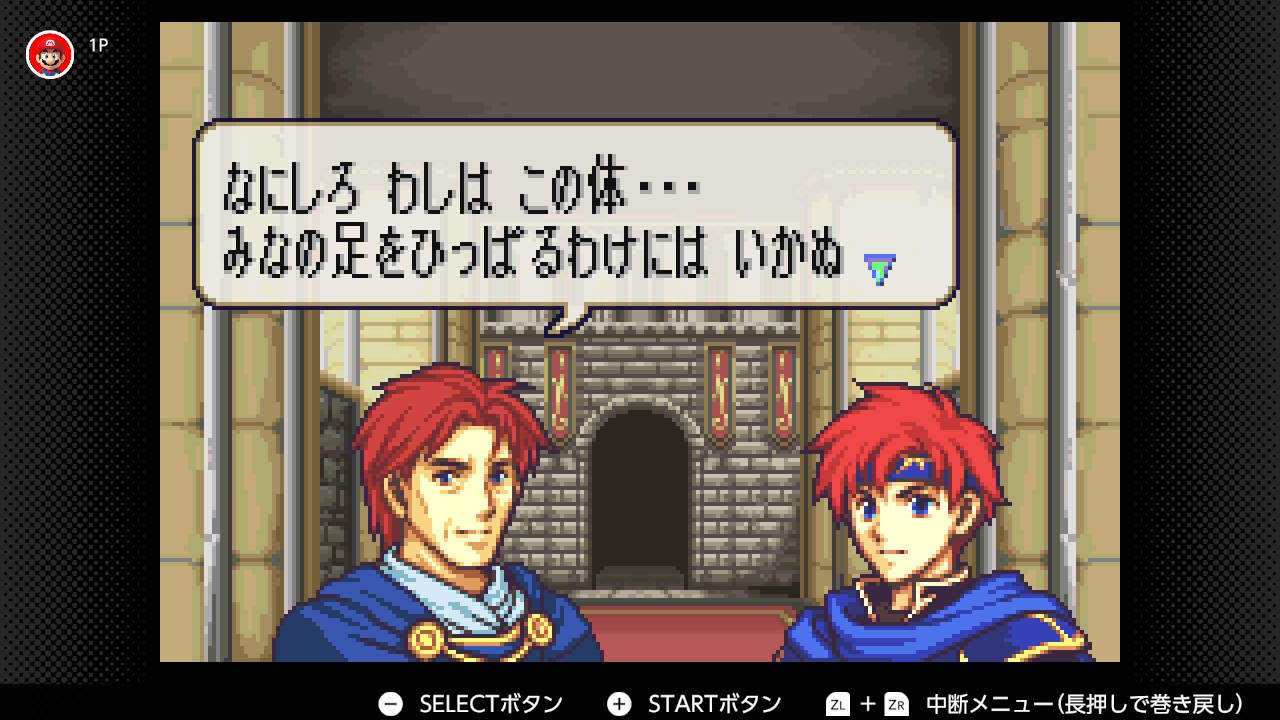 1P
なにしろ わしは この体・・・
みなの足をひっぱるわけには いかぬ
SELECTボタン
STARTボタン
ZL + ZR 中断メニュー(長押しで巻き戻し)